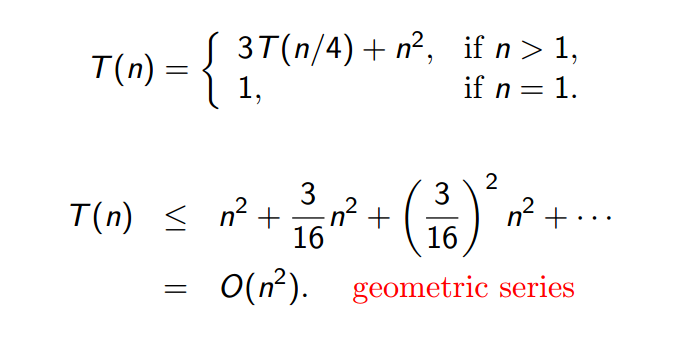 T(n) = { 3T(n/4) + n², if n > 1,
1, if n = 1.
T(n) ≤ n² + 3/16 n² + (3/16)² n² + ⋯
= O(n²). geometric series